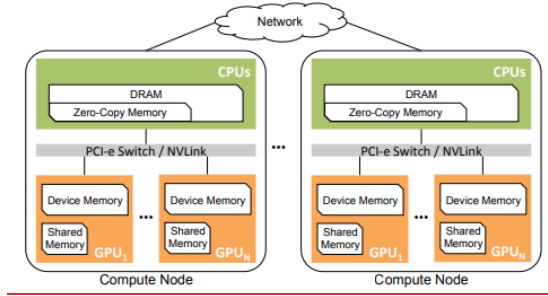 Network
CPUs
DRAM
Zero-Copy Memory
PCI-e Switch / NVLink
Device Memory
Shared
Memory
GPU1
...
Device Memory
Shared
Memory
GPUN
Compute Node
...
CPUs
DRAM
Zero-Copy Memory
PCI-e Switch / NVLink
Device Memory
Shared
Memory
GPU1
...
Device Memory
Shared
Memory
GPUN
Compute Node